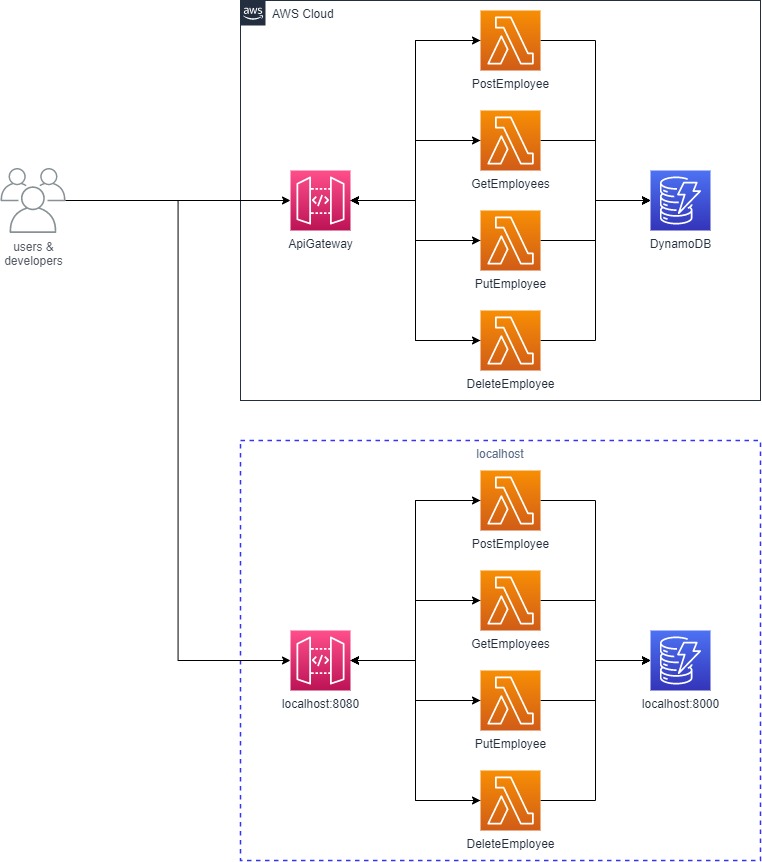 aws
AWS Cloud
PostEmployee
GetEmployees
users &
developers
ApiGateway
DynamoDB
PutEmployee
DeleteEmployee
localhost
PostEmployee
GetEmployees
localhost:8080
localhost:8000
PutEmployee
DeleteEmployee